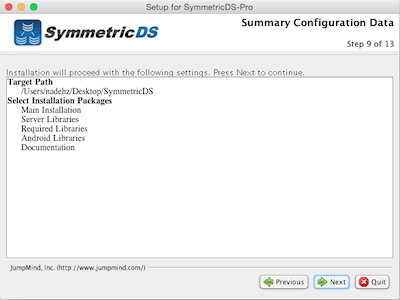 Setup for SymmetricDS-Pro
SymmetricDS
Summary Configuration Data
Step 9 of 13
Installation will proceed with the following settings. Press Next to continue.
Target Path
/Users/nadehz/Desktop/SymmetricDS
Select Installation Packages
Main Installation
Server Libraries
Required Libraries
Android Libraries
Documentation
JumpMind, Inc. (http://www.jumpmind.com/)
Previous
Next
Quit